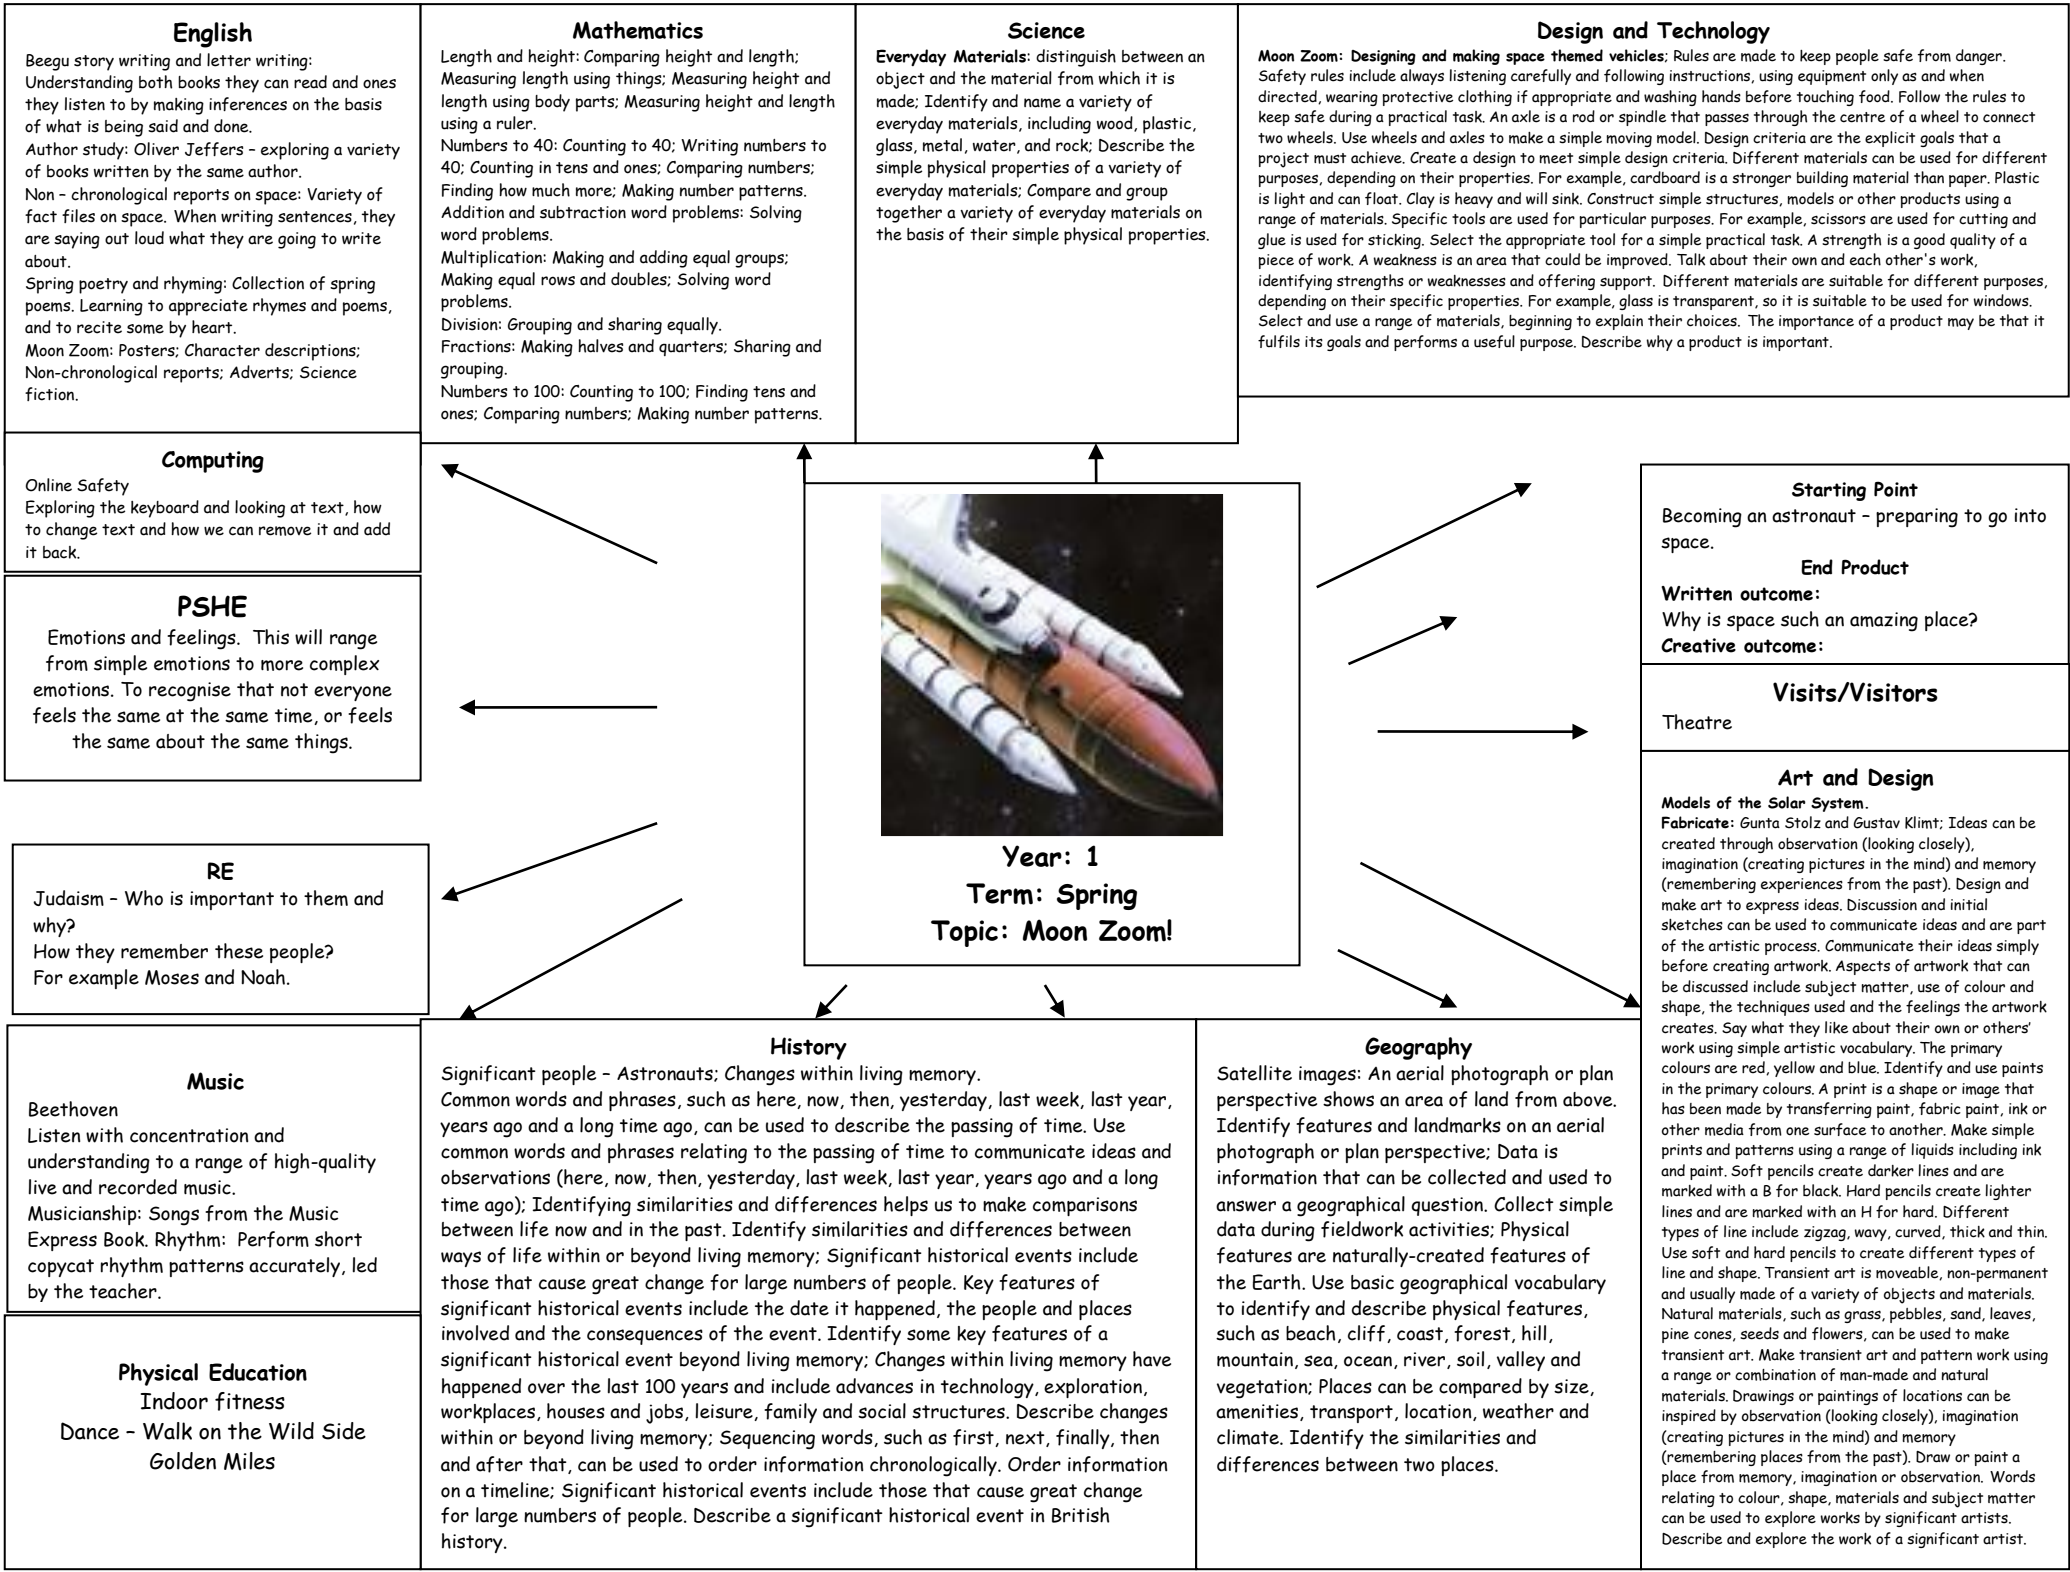 English
Beegu story writing and letter writing:
Understanding both books they can read and ones
they listen to by making inferences on the basis
of what is being said and done.
Author study: Oliver Jeffers – exploring a variety
of books written by the same author.
Non – chronological reports on space: Variety of
fact files on space. When writing sentences, they
are saying out loud what they are going to write
about.
Spring poetry and rhyming: Collection of spring
poems. Learning to appreciate rhymes and poems,
and to recite some by heart.
Moon Zoom: Posters; Character descriptions;
Non-chronological reports; Adverts; Science
fiction.
Mathematics
Length and height: Comparing height and length;
Measuring length using things; Measuring height and
length using body parts; Measuring height and length
using a ruler.
Numbers to 40: Counting to 40; Writing numbers to
40; Counting in tens and ones; Comparing numbers;
Finding how much more; Making number patterns.
Addition and subtraction word problems: Solving
word problems.
Multiplication: Making and adding equal groups;
Making equal rows and doubles; Solving word
problems.
Division: Grouping and sharing equally.
Fractions: Making halves and quarters; Sharing and
grouping.
Numbers to 100: Counting to 100; Finding tens and
ones; Comparing numbers; Making number patterns.
Science
Everyday Materials: distinguish between an
object and the material from which it is
made; Identify and name a variety of
everyday materials, including wood, plastic,
glass, metal, water, and rock; Describe the
simple physical properties of a variety of
everyday materials; Compare and group
together a variety of everyday materials on
the basis of their simple physical properties.
Design and Technology
Moon Zoom: Designing and making space themed vehicles; Rules are made to keep people safe from danger.
Safety rules include always listening carefully and following instructions, using equipment only as and when
directed, wearing protective clothing if appropriate and washing hands before touching food. Follow the rules to
keep safe during a practical task. An axle is a rod or spindle that passes through the centre of a wheel to connect
two wheels. Use wheels and axles to make a simple moving model. Design criteria are the explicit goals that a
project must achieve. Create a design to meet simple design criteria. Different materials can be used for different
purposes, depending on their properties. For example, cardboard is a stronger building material than paper. Plastic
is light and can float. Clay is heavy and will sink. Construct simple structures, models or other products using a
range of materials. Specific tools are used for particular purposes. For example, scissors are used for cutting and
glue is used for sticking. Select the appropriate tool for a simple practical task. A strength is a good quality of a
piece of work. A weakness is an area that could be improved. Talk about their own and each other's work,
identifying strengths or weaknesses and offering support. Different materials are suitable for different purposes,
depending on their specific properties. For example, glass is transparent, so it is suitable to be used for windows.
Select and use a range of materials, beginning to explain their choices. The importance of a product may be that it
fulfils its goals and performs a useful purpose. Describe why a product is important.
Computing
Online Safety
Exploring the keyboard and looking at text, how
to change text and how we can remove it and add
it back.
PSHE
Emotions and feelings. This will range
from simple emotions to more complex
emotions. To recognise that not everyone
feels the same at the same time, or feels
the same about the same things.
RE
Judaism – Who is important to them and
why?
How they remember these people?
For example Moses and Noah.
Music
Beethoven
Listen with concentration and
understanding to a range of high-quality
live and recorded music.
Musicianship: Songs from the Music
Express Book. Rhythm: Perform short
copycat rhythm patterns accurately, led
by the teacher.
Physical Education
Indoor fitness
Dance – Walk on the Wild Side
Golden Miles
Year: 1
Term: Spring
Topic: Moon Zoom!
History
Significant people – Astronauts; Changes within living memory.
Common words and phrases, such as here, now, then, yesterday, last week, last year,
years ago and a long time ago, can be used to describe the passing of time. Use
common words and phrases relating to the passing of time to communicate ideas and
observations (here, now, then, yesterday, last week, last year, years ago and a long
time ago); Identifying similarities and differences helps us to make comparisons
between life now and in the past. Identify similarities and differences between
ways of life within or beyond living memory; Significant historical events include
those that cause great change for large numbers of people. Key features of
significant historical events include the date it happened, the people and places
involved and the consequences of the event. Identify some key features of a
significant historical event beyond living memory; Changes within living memory have
happened over the last 100 years and include advances in technology, exploration,
workplaces, houses and jobs, leisure, family and social structures. Describe changes
within or beyond living memory; Sequencing words, such as first, next, finally, then
and after that, can be used to order information chronologically. Order information
on a timeline; Significant historical events include those that cause great change
for large numbers of people. Describe a significant historical event in British
history.
Geography
Satellite images: An aerial photograph or plan
perspective shows an area of land from above.
Identify features and landmarks on an aerial
photograph or plan perspective; Data is
information that can be collected and used to
answer a geographical question. Collect simple
data during fieldwork activities; Physical
features are naturally-created features of
the Earth. Use basic geographical vocabulary
to identify and describe physical features,
such as beach, cliff, coast, forest, hill,
mountain, sea, ocean, river, soil, valley and
vegetation; Places can be compared by size,
amenities, transport, location, weather and
climate. Identify the similarities and
differences between two places.
Starting Point
Becoming an astronaut – preparing to go into
space.
End Product
Written outcome:
Why is space such an amazing place?
Creative outcome:
Visits/Visitors
Theatre
Art and Design
Models of the Solar System.
Fabricate: Gunta Stolz and Gustav Klimt; Ideas can be
created through observation (looking closely),
imagination (creating pictures in the mind) and memory
(remembering experiences from the past). Design and
make art to express ideas. Discussion and initial
sketches can be used to communicate ideas and are part
of the artistic process. Communicate their ideas simply
before creating artwork. Aspects of artwork that can
be discussed include subject matter, use of colour and
shape, the techniques used and the feelings the artwork
creates. Say what they like about their own or others'
work using simple artistic vocabulary. The primary
colours are red, yellow and blue. Identify and use paints
in the primary colours. A print is a shape or image that
has been made by transferring paint, fabric paint, ink or
other media from one surface to another. Make simple
prints and patterns using a range of liquids including ink
and paint. Soft pencils create darker lines and are
marked with a B for black. Hard pencils create lighter
lines and are marked with an H for hard. Different
types of line include zigzag, wavy, curved, thick and thin.
Use soft and hard pencils to create different types of
line and shape. Transient art is moveable, non-permanent
and usually made of a variety of objects and materials.
Natural materials, such as grass, pebbles, sand, leaves,
pine cones, seeds and flowers, can be used to make
transient art. Make transient art and pattern work using
a range or combination of man-made and natural
materials. Drawings or paintings of locations can be
inspired by observation (looking closely), imagination
(creating pictures in the mind) and memory
(remembering places from the past). Draw or paint a
place from memory, imagination or observation. Words
relating to colour, shape, materials and subject matter
can be used to explore works by significant artists.
Describe and explore the work of a significant artist.